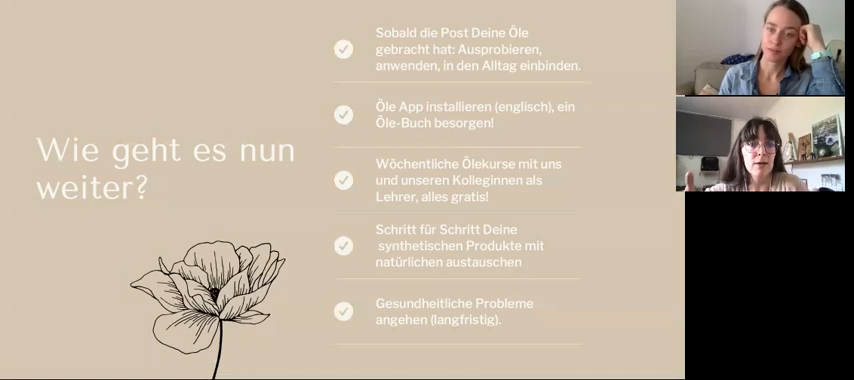 Wie geht es nun
weiter?
Sobald die Post Deine Öle
gebracht hat: Ausprobieren,
anwenden, in den Alltag einbinden.
Öle App installieren (englisch), ein
Öle-Buch besorgen!
Wöchentliche Ölekurse mit uns
und unseren Kolleginnen als
Lehrer, alles gratis!
Schritt für Schritt Deine
synthetischen Produkte mit
natürlichen austauschen
Gesundheitliche Probleme
angehen (langfristig).